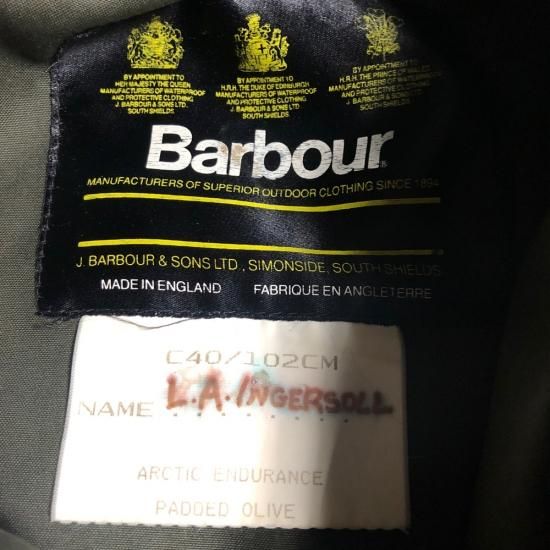 BY APPOINTMENT TO
HER MAJESTY THE QUEEN
MANUFACTURERS OF WATERPROOF
AND PROTECTIVE CLOTHING
J. BARBOUR & SONS LTD.
SOUTH SHIELDS.
BY APPOINTMENT TO
H.R.H. THE DUKE OF EDINBURGH
MANUFACTURERS OF WATERPROOF
AND PROTECTIVE CLOTHING
J. BARBOUR & SONS LTD
SOUTH SHIELDS.
BY APPOINTMENT TO
H.R.H. THE PRINCE OF WALES
MANUFACTURERS OF WATERPROOF
AND PROTECTIVE CLOTHING
J. BARBOUR & SONS LTD.
SOUTH SHIELDS.
Barbour
MANUFACTURERS OF SUPERIOR OUTDOOR CLOTHING SINCE 1894
J. BARBOUR & SONS LTD., SIMONSIDE, SOUTH SHIELDS.
MADE IN ENGLAND FABRIQUE EN ANGLETERRE
C40/102CM
NAME L.A. INGERSOLL
ARCTIC ENDURANCE
PADDED OLIVE